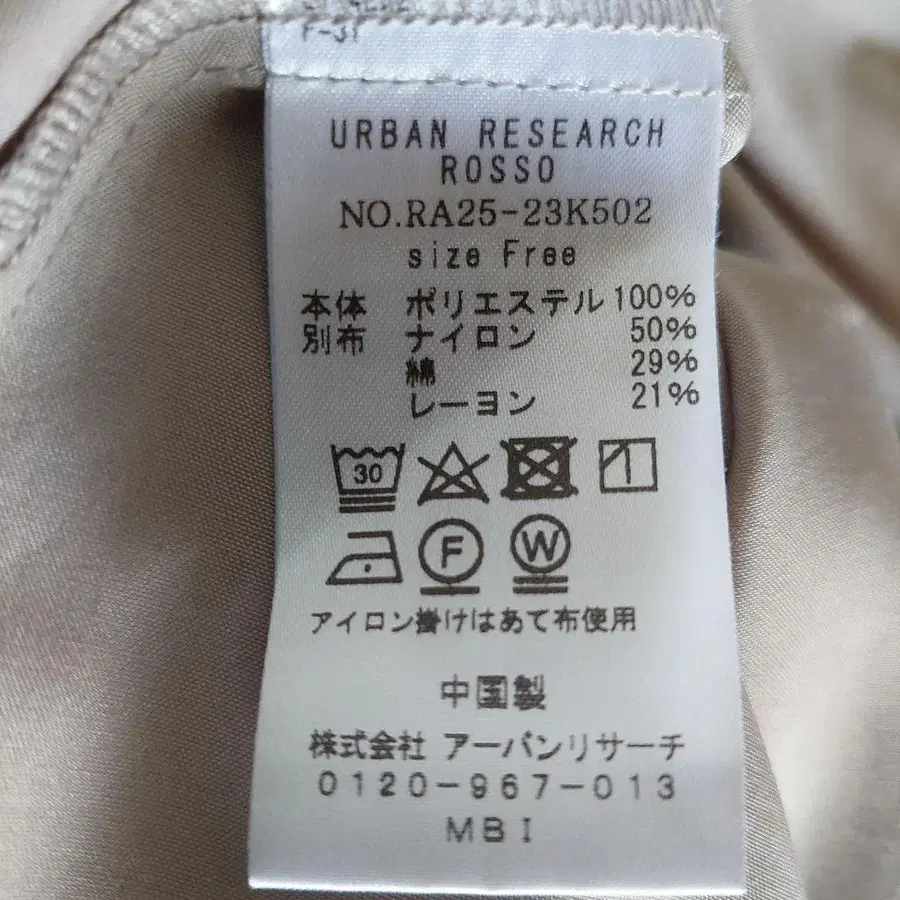 F-31
URBAN RESEARCH
ROSSO
NO.RA25-23K502
size Free
本体 ポリエステル 100%
別布 ナイロン 50%
綿 29%
レーヨン 21%
30
F W
アイロン掛けはあて布使用
中国製
株式会社 アーバンリサーチ
0120-967-013
MBI